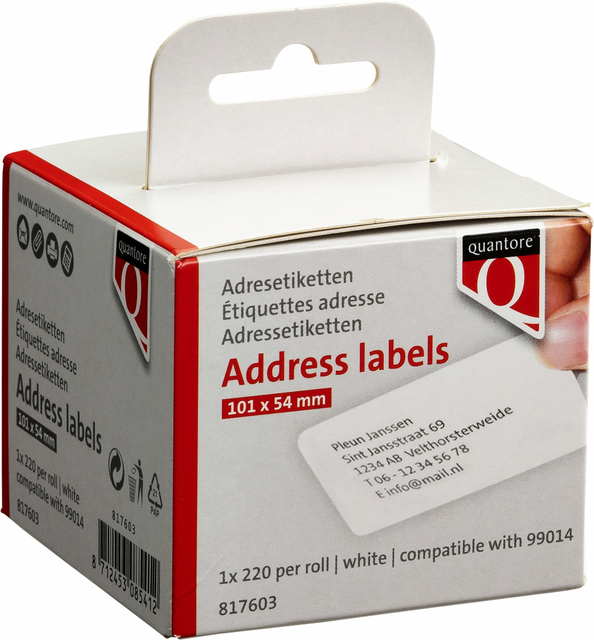 www.quantore.com
quantore
Adresetiketten
Étiquettes adresse
Adressetiketten
Address labels
101 x 54 mm
1x 220 per roll | white
compatible with 99014
817603
PAP
817603
8 712453 085412
quantore
Adresetiketten
Étiquettes adresse
Adressetiketten
Address labels
101 x 54 mm
Pleun Janssen
Sint Jansstraat 69
1234 AB Velthorsterweide
T 06 - 12 34 56 78
E info@mail.nl
1x 220 per roll | white | compatible with 99014
817603